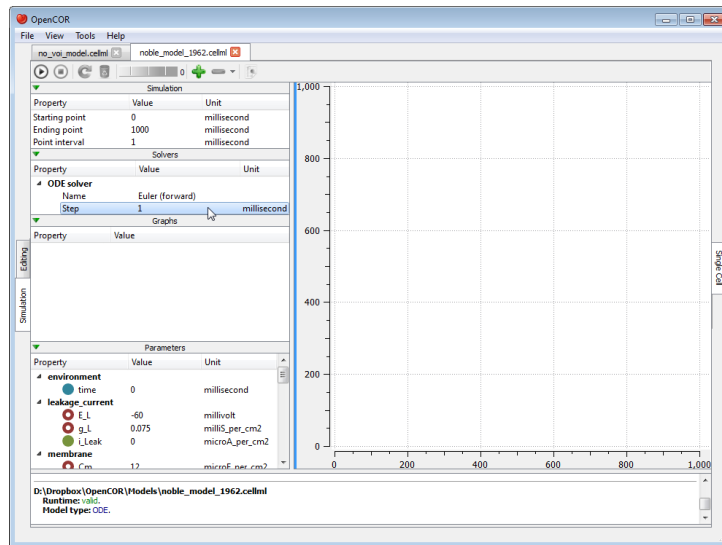 OpenCOR
File View Tools Help
no_voi_model.cellml noble_model_1962.cellml
0
Simulation
Property Value Unit
Starting point 0 millisecond
Ending point 1000 millisecond
Point interval 1 millisecond
Solvers
Property Value Unit
ODE solver
Name Euler (forward)
Step 1 millisecond
Graphs
Property Value
Parameters
Property Value Unit
environment
time 0 millisecond
leakage_current
E_L -60 millivolt
g_L 0.075 milliS_per_cm2
i_Leak 0 microA_per_cm2
membrane
Cm 12 microF_per_cm2
Editing
Simulation
1,000
800
600
400
200
0
0 200 400 600 800 1,000
Single Cell
D:\Dropbox\OpenCOR\Models\noble_model_1962.cellml
Runtime: valid.
Model type: ODE.